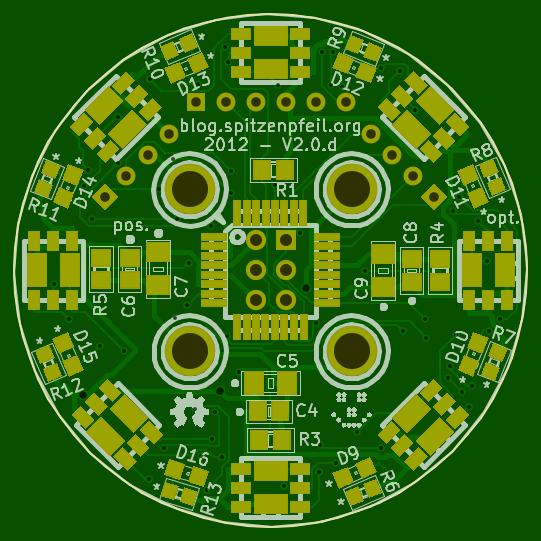 R10
D13
R9
D12
blog.spitzenpfeil.org
2012 - V2.0.d
R1
R8
D11
R11
D14
pos.
opt.
R5
C6
C7
C9
C8
R4
D15
R12
D10
R7
C5
C4
R3
D16
R13
D9
R6